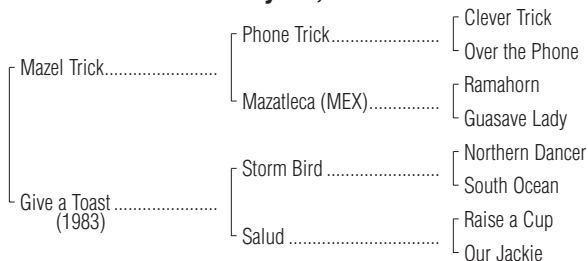 Clever Trick
Phone Trick
Over the Phone
Mazel Trick
Ramahorn
Mazatleca (MEX)
Guasave Lady
Northern Dancer
Storm Bird
South Ocean
Give a Toast
(1983)
Raise a Cup
Salud
Our Jackie